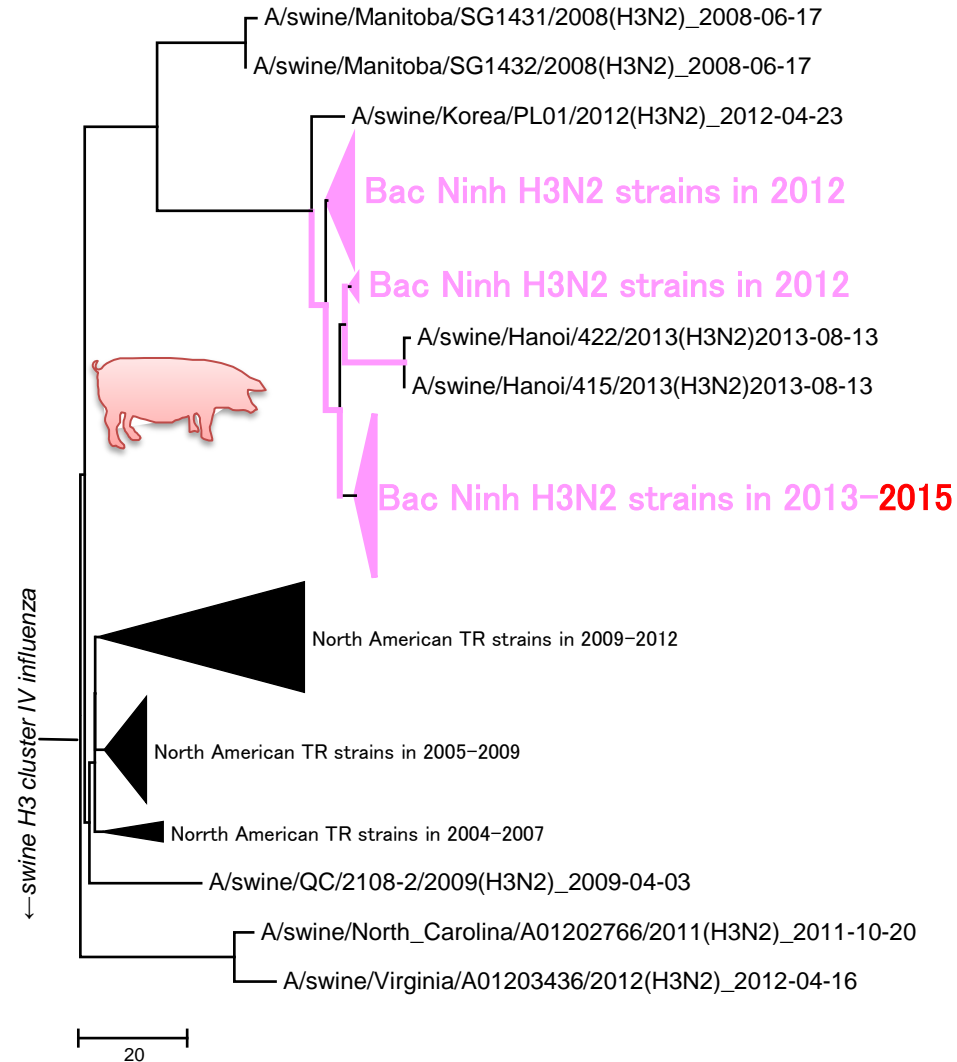 A/swine/Manitoba/SG1431/2008(H3N2)_2008-06-17
A/swine/Manitoba/SG1432/2008(H3N2)_2008-06-17
A/swine/Korea/PL01/2012(H3N2)_2012-04-23
Bac Ninh H3N2 strains in 2012
Bac Ninh H3N2 strains in 2012
A/swine/Hanoi/422/2013(H3N2)2013-08-13
A/swine/Hanoi/415/2013(H3N2)2013-08-13
Bac Ninh H3N2 strains in 2013-2015
←swine H3 cluster IV influenza
North American TR strains in 2009-2012
North American TR strains in 2005-2009
Norrth American TR strains in 2004-2007
A/swine/QC/2108-2/2009(H3N2)_2009-04-03
A/swine/North_Carolina/A01202766/2011(H3N2)_2011-10-20
A/swine/Virginia/A01203436/2012(H3N2)_2012-04-16
20